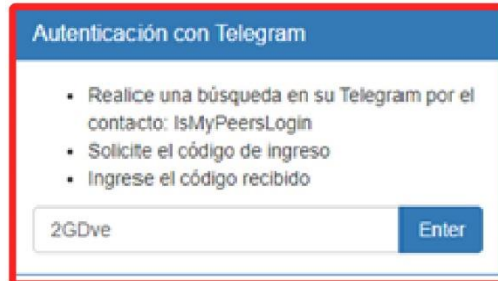 Autenticación con Telegram
• Realice una búsqueda en su Telegram por el
contacto: IsMyPeersLogin
• Solicite el código de ingreso
• Ingrese el código recibido
2GDve
Enter